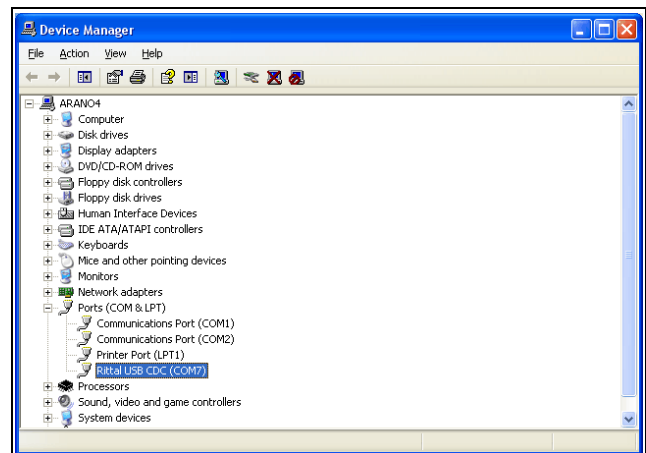 Device Manager
File Action View Help
ARANO4
Computer
Disk drives
Display adapters
DVD/CD-ROM drives
Floppy disk controllers
Floppy disk drives
Human Interface Devices
IDE ATA/ATAPI controllers
Keyboards
Mice and other pointing devices
Monitors
Network adapters
Ports (COM & LPT)
Communications Port (COM1)
Communications Port (COM2)
Printer Port (LPT1)
Rittal USB CDC (COM7)
Processors
Sound, video and game controllers
System devices